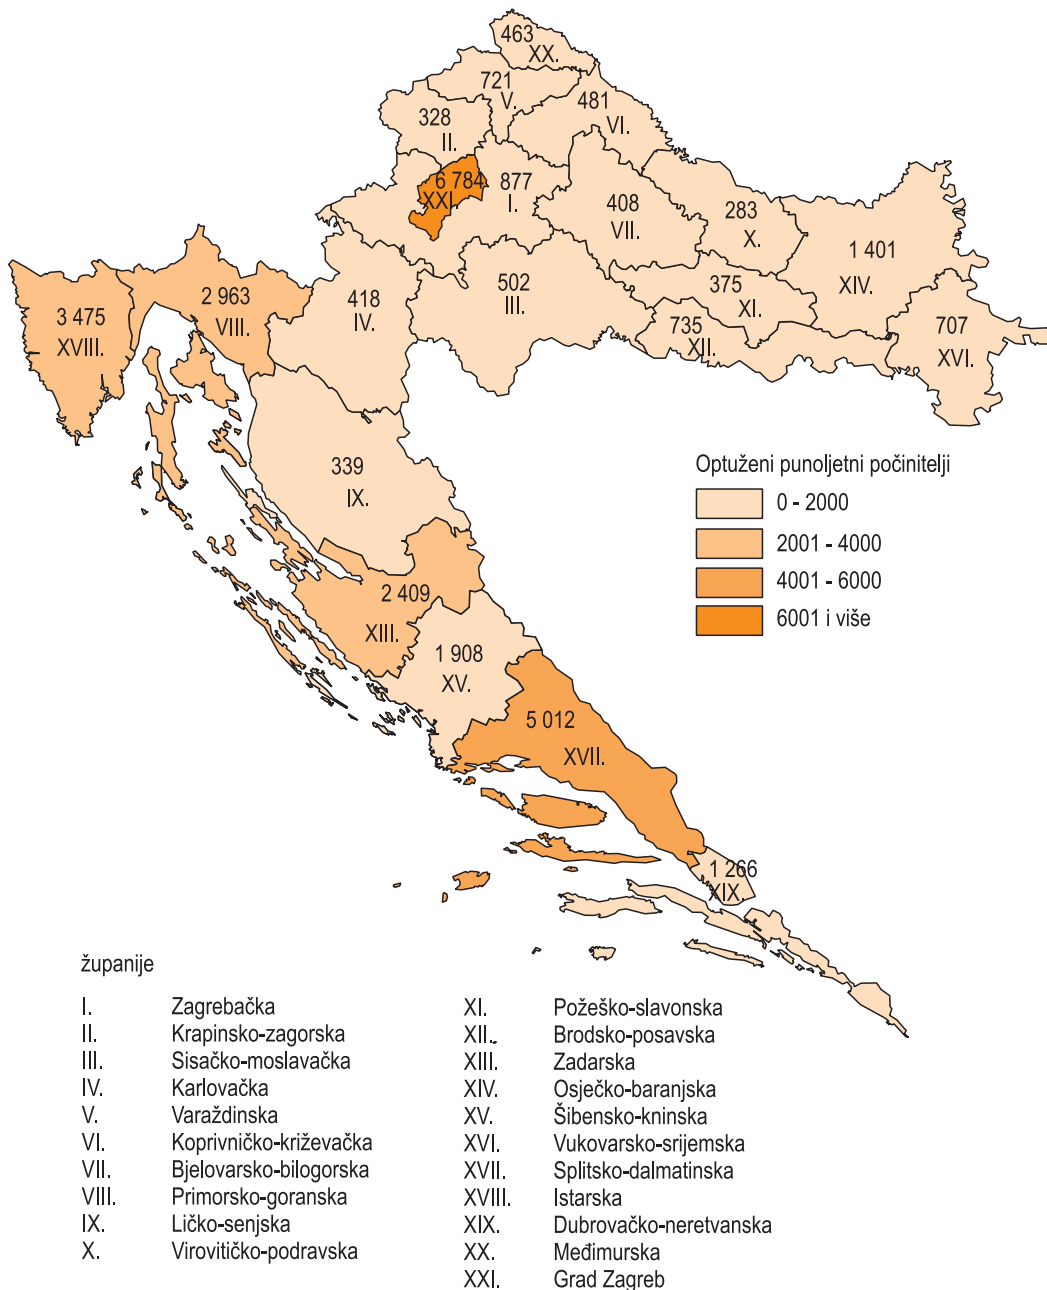 463
XX.
721
V.
481
VI.
328
II.
6 784
XXI.
877
I.
408
VII.
283
X.
1 401
XIV.
3 475
XVIII.
2 963
VIII.
418
IV.
502
III.
375
XI.
735
XII.
707
XVI.
339
IX.
Optuženi punoljetni počinitelji
0 - 2000
2001 - 4000
4001 - 6000
6001 i više
2 409
XIII.
1 908
XV.
5 012
XVII.
1 266
XIX.
županije
I. Zagrebačka
II. Krapinsko-zagorska
III. Sisačko-moslavačka
IV. Karlovačka
V. Varaždinska
VI. Koprivničko-križevačka
VII. Bjelovarsko-bilogorska
VIII. Primorsko-goranska
IX. Ličko-senjska
X. Virovitičko-podravska
XI. Požeško-slavonska
XII.. Brodsko-posavska
XIII. Zadarska
XIV. Osječko-baranjska
XV. Šibensko-kninska
XVI. Vukovarsko-srijemska
XVII. Splitsko-dalmatinska
XVIII. Istarska
XIX. Dubrovačko-neretvanska
XX. Međimurska
XXI. Grad Zagreb